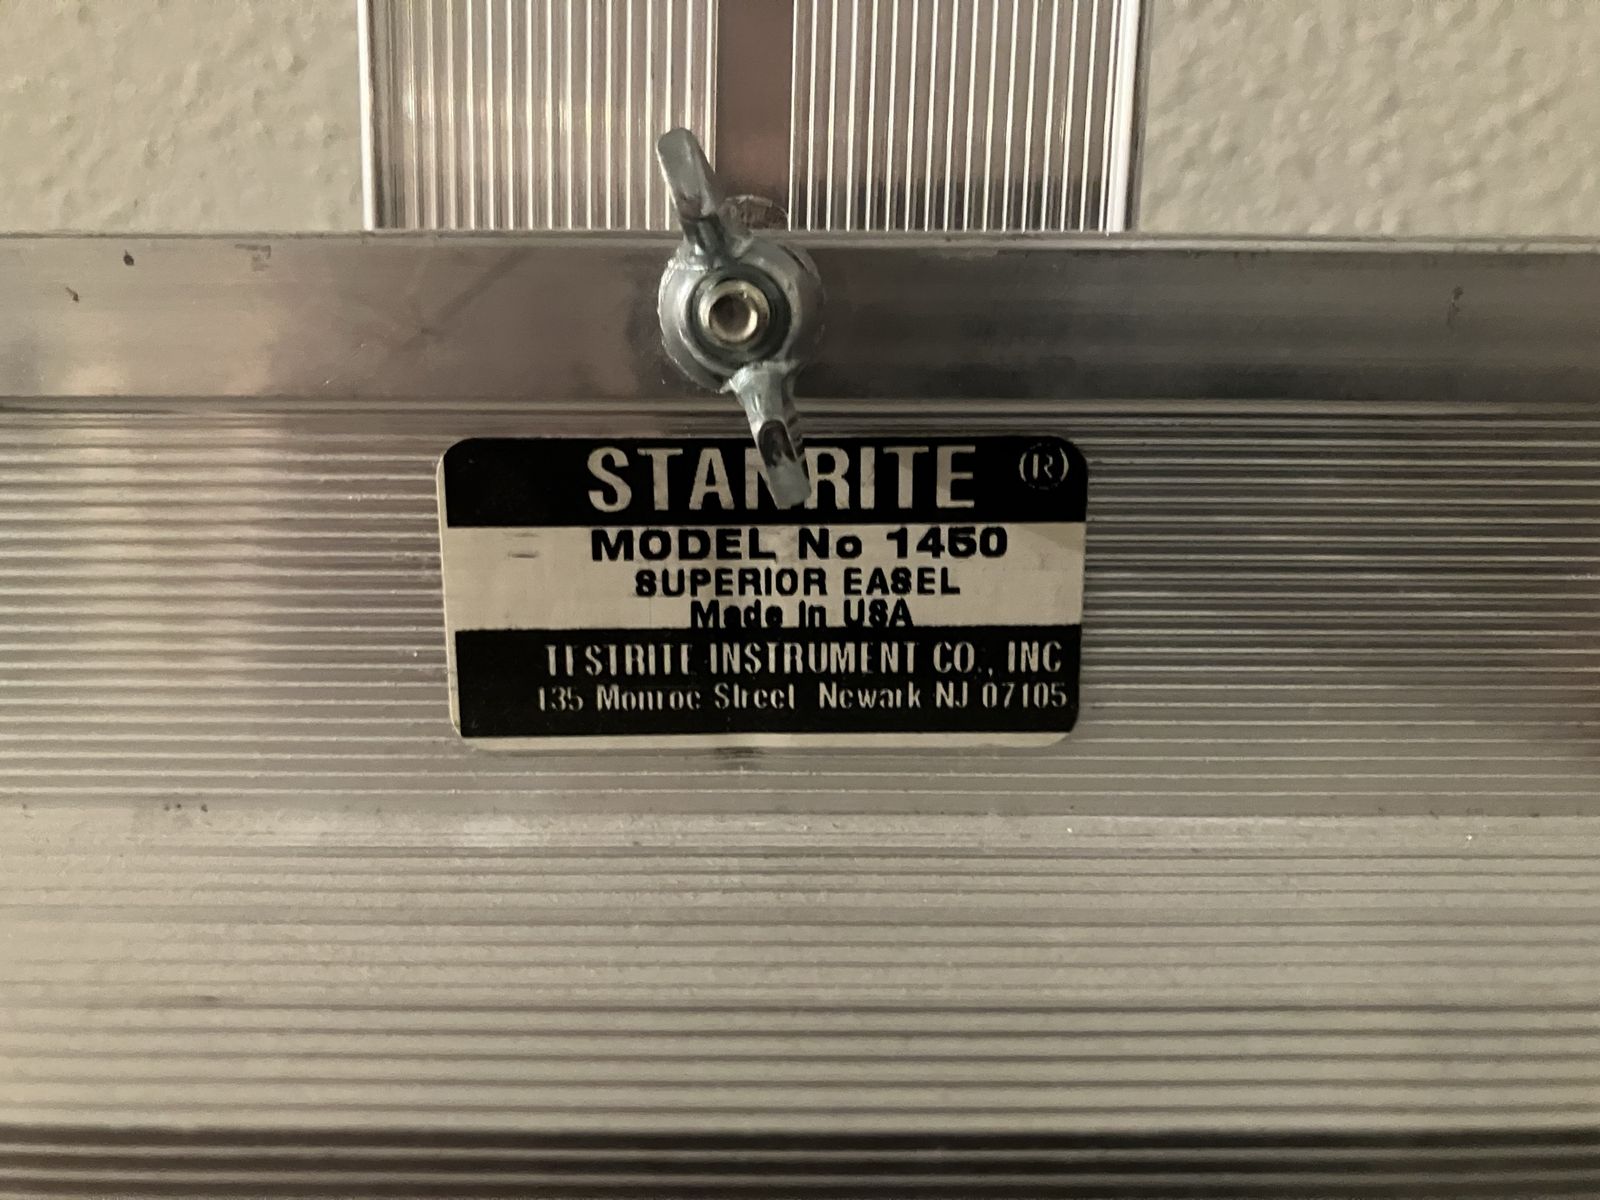 STANRITE ®
MODEL No 1450
SUPERIOR EASEL
Made in USA
TESTRITE INSTRUMENT CO., INC
135 Monroe Street Newark NJ 07105